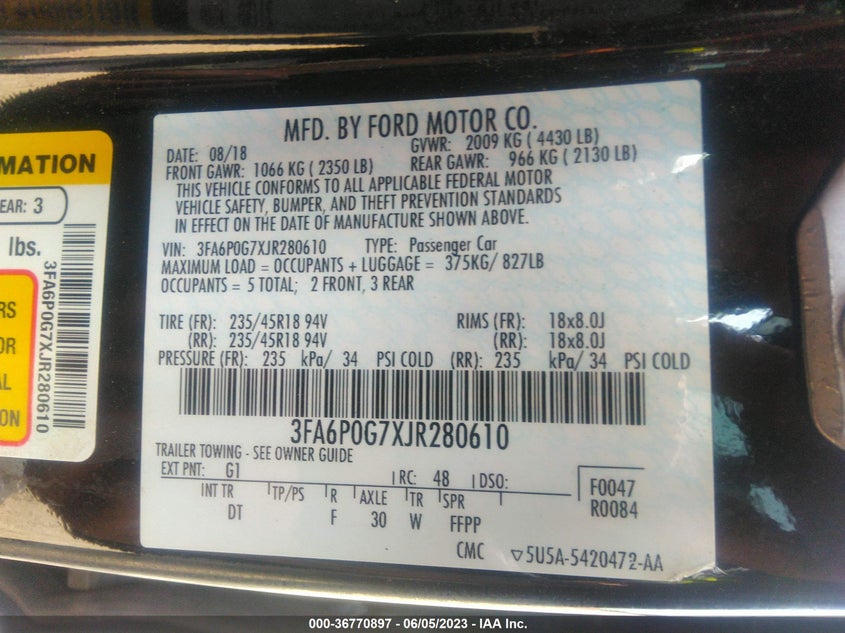 MFD. BY FORD MOTOR CO.
DATE: 08/18 GVWR: 2009 KG ( 4430 LB)
FRONT GAWR: 1066 KG ( 2350 LB) REAR GAWR: 966 KG ( 2130 LB)
THIS VEHICLE CONFORMS TO ALL APPLICABLE FEDERAL MOTOR
VEHICLE SAFETY, BUMPER, AND THEFT PREVENTION STANDARDS
IN EFFECT ON THE DATE OF MANUFACTURE SHOWN ABOVE.
VIN: 3FA6P0G7XJR280610 TYPE: Passenger Car
MAXIMUM LOAD = OCCUPANTS + LUGGAGE = 375KG/ 827LB
OCCUPANTS = 5 TOTAL; 2 FRONT, 3 REAR
TIRE (FR): 235/45R18 94V RIMS (FR): 18x8.0J
(RR): 235/45R18 94V (RR): 18x8.0J
PRESSURE (FR): 235 kPa/ 34 PSI COLD (RR): 235 kPa/ 34 PSI COLD
3FA6P0G7XJR280610
TRAILER TOWING - SEE OWNER GUIDE
EXT PNT: G1 RC: 48 DSO:
INT TR TP/PS R AXLE TR SPR
DT F 30 W FFPP
F0047
R0084
CMC ▽5U5A-5420472-AA
MATION
EAR: 3
lbs.
RS
OR
AL
ON
3FA6P0G7XJR280610
000-36770897 - 06/05/2023 - IAA Inc.